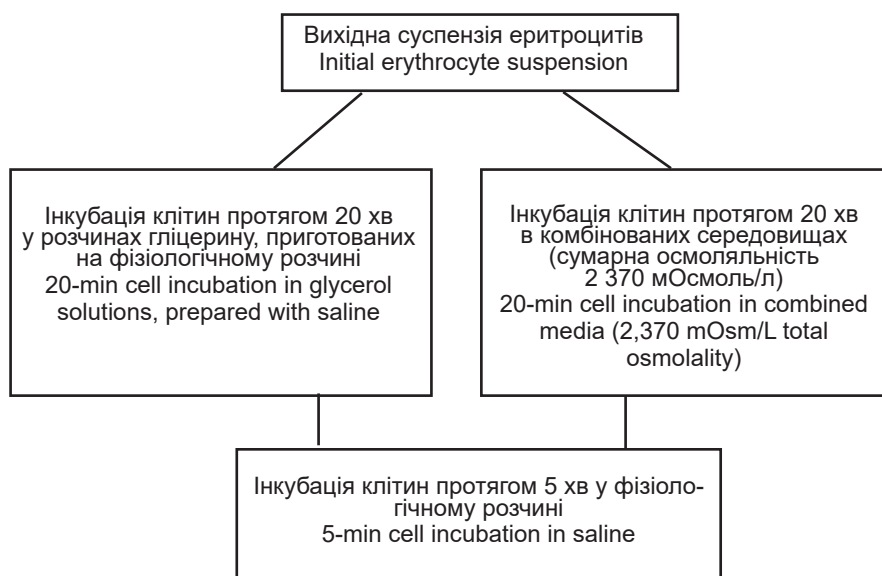 Вихідна суспензія еритроцитів
Initial erythrocyte suspension
Інкубація клітин протягом 20 хв
у розчинах гліцерину, приготованих
на фізіологічному розчині
20-min cell incubation in glycerol
solutions, prepared with saline
Інкубація клітин протягом 20 хв
в комбінованих середовищах
(сумарна осмоляльність
2 370 мОсмоль/л)
20-min cell incubation in combined
media (2,370 mOsm/L total
osmolality)
Інкубація клітин протягом 5 хв у фізіоло-
гічному розчині
5-min cell incubation in saline